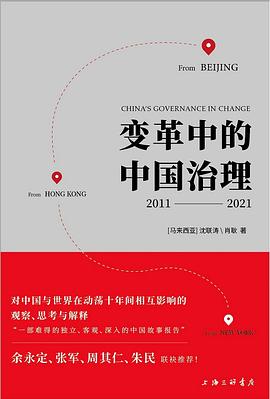 From BEIJING
CHINA'S GOVERNANCE IN CHANGE
变革中的
中国治理
2011 —— 2021
From HONG KONG
[马来西亚] 沈联涛 \ 肖耿 著
对中国与世界在动荡十年间相互影响的
观察、思考与解释
“一部难得的独立、客观、深入的中国故事报告”
From NEW YORK
余永定、张军、周其仁、朱民 联袂推荐！
上海三联书店